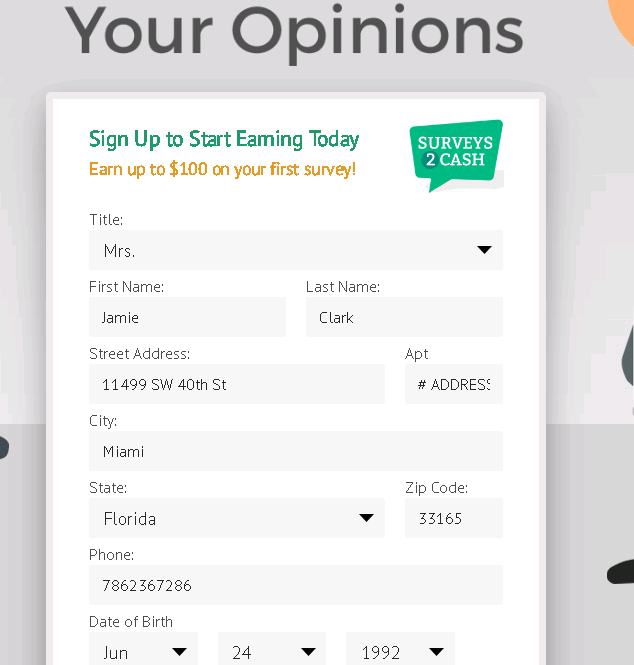 Your Opinions
Sign Up to Start Earning Today
Earn up to $100 on your first survey!
SURVEYS
2 CASH
Title:
Mrs.
First Name: Last Name:
Jamie Clark
Street Address: Apt
11499 SW 40th St # ADDRESS
City:
Miami
State: Zip Code:
Florida 33165
Phone:
7862367286
Date of Birth
Jun 24 1992